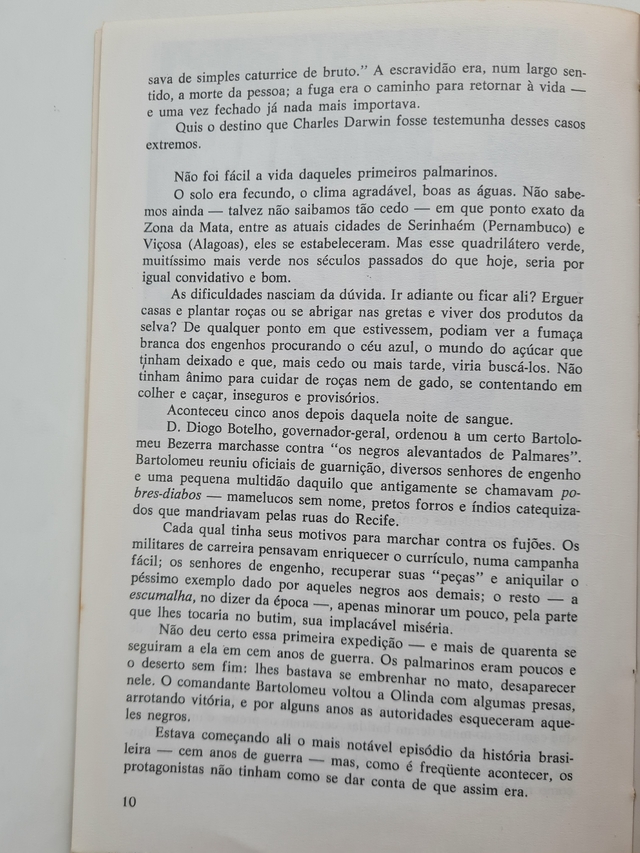 sava de simples caturrice de bruto.” A escravidão era, num largo sen-
tido, a morte da pessoa; a fuga era o caminho para retornar à vida —
e uma vez fechado já nada mais importava.
Quis o destino que Charles Darwin fosse testemunha desses casos
extremos.
Não foi fácil a vida daqueles primeiros palmarinos.
O solo era fecundo, o clima agradável, boas as águas. Não sabe-
mos ainda — talvez não saibamos tão cedo — em que ponto exato da
Zona da Mata, entre as atuais cidades de Serinhaém (Pernambuco) e
Viçosa (Alagoas), eles se estabeleceram. Mas esse quadrilátero verde,
muitíssimo mais verde nos séculos passados do que hoje, seria por
igual convidativo e bom.
As dificuldades nasciam da dúvida. Ir adiante ou ficar ali? Erguer
casas e plantar roças ou se abrigar nas gretas e viver dos produtos da
selva? De qualquer ponto em que estivessem, podiam ver a fumaça
branca dos engenhos procurando o céu azul, o mundo do açúcar que
tinham deixado e que, mais cedo ou mais tarde, viria buscá-los. Não
tinham ânimo para cuidar de roças nem de gado, se contentando em
colher e caçar, inseguros e provisórios.
Aconteceu cinco anos depois daquela noite de sangue.
D. Diogo Botelho, governador-geral, ordenou a um certo Bartolo-
meu Bezerra marchasse contra “os negros alevantados de Palmares”.
Bartolomeu reuniu oficiais de guarnição, diversos senhores de engenho
e uma pequena multidão daquilo que antigamente se chamavam po-
bres-diabos — mamelucos sem nome, pretos forros e índios catequiza-
dos que mandriavam pelas ruas do Recife.
Cada qual tinha seus motivos para marchar contra os fujões. Os
militares de carreira pensavam enriquecer o currículo, numa campanha
fácil; os senhores de engenho, recuperar suas “peças” e aniquilar o
péssimo exemplo dado por aqueles negros aos demais; o resto — a
escumalha, no dizer da época —, apenas minorar um pouco, pela parte
que lhes tocaria no butim, sua implacável miséria.
Não deu certo essa primeira expedição — e mais de quarenta se
seguiram a ela em cem anos de guerra. Os palmarinos eram poucos e
o deserto sem fim: lhes bastava se embrenhar no mato, desaparecer
nele. O comandante Bartolomeu voltou a Olinda com algumas presas,
arrotando vitória, e por alguns anos as autoridades esqueceram aque-
les negros.
Estava começando ali o mais notável episódio da história brasi-
leira — cem anos de guerra — mas, como é freqüente acontecer, os
protagonistas não tinham como se dar conta de que assim era.
10